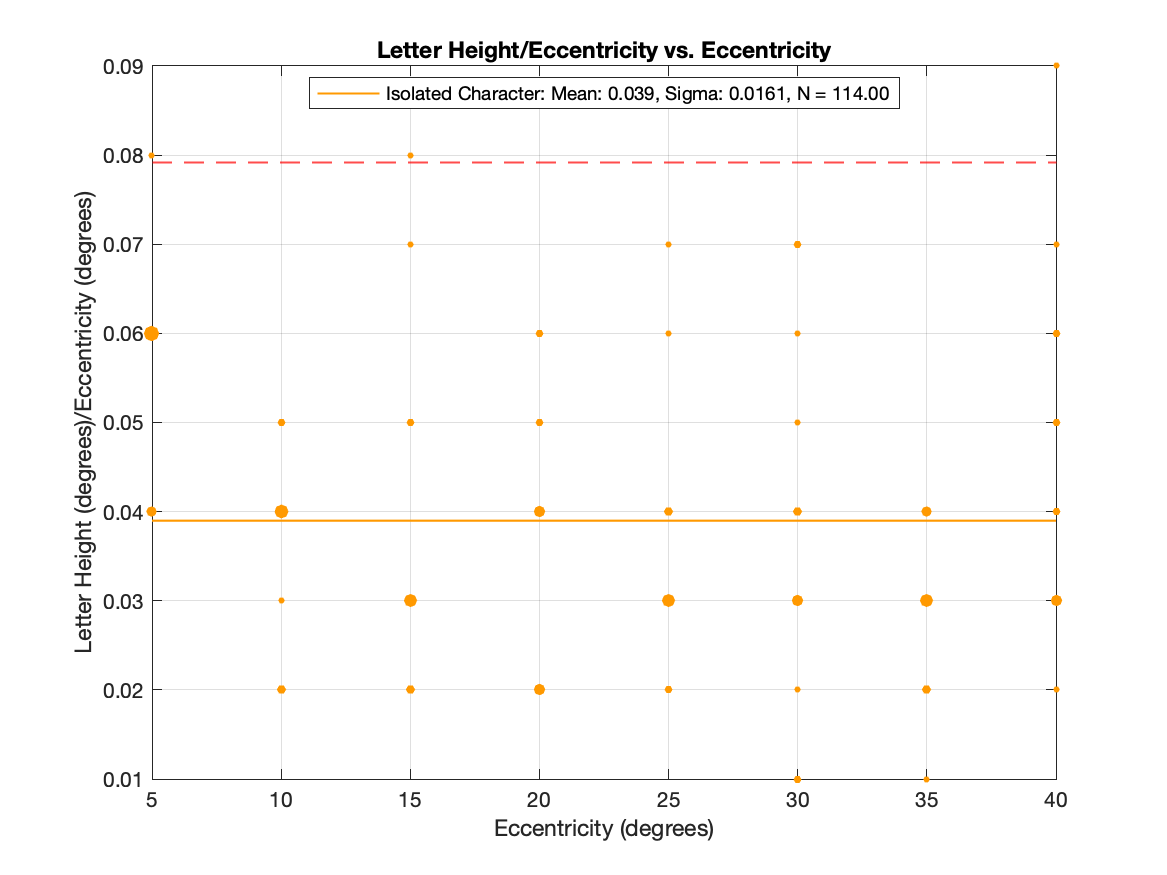 Letter Height/Eccentricity vs. Eccentricity
Isolated Character: Mean: 0.039, Sigma: 0.0161, N = 114.00
Letter Height (degrees)/Eccentricity (degrees)
0.09
0.08
0.07
0.06
0.05
0.04
0.03
0.02
0.01
5 10 15 20 25 30 35 40
Eccentricity (degrees)